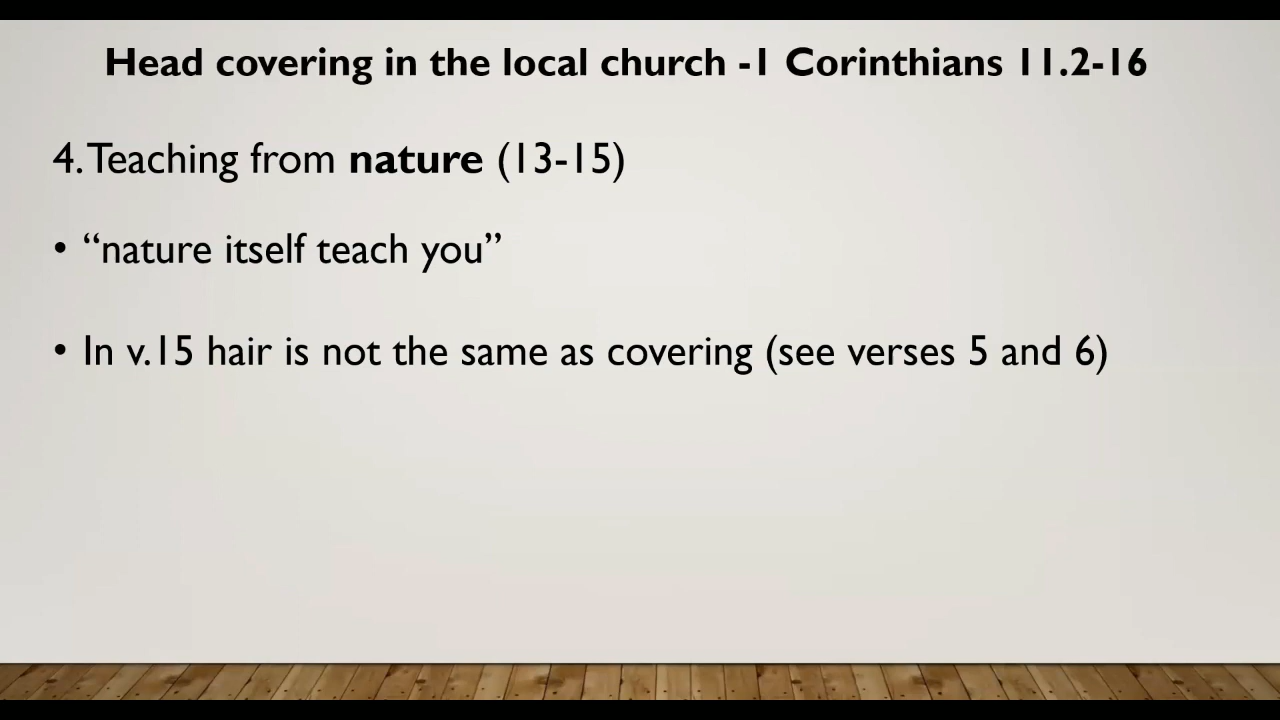 Head covering in the local church -1 Corinthians 11.2-16
4. Teaching from nature (13-15)
• “nature itself teach you”
• In v.15 hair is not the same as covering (see verses 5 and 6)